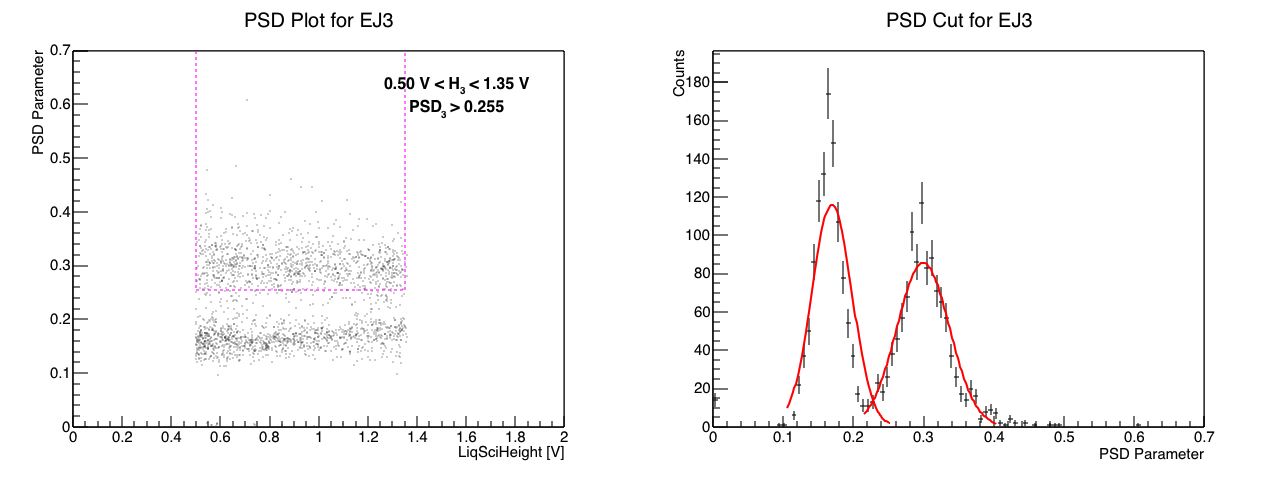 PSD Plot for EJ3
PSD Parameter
0.7
0.6
0.5
0.4
0.3
0.2
0.1
0
0.50 V < H3 < 1.35 V
PSD3 > 0.255
0 0.2 0.4 0.6 0.8 1 1.2 1.4 1.6 1.8 2
LiqSciHeight [V]
PSD Cut for EJ3
Counts
180
160
140
120
100
80
60
40
20
0
0 0.1 0.2 0.3 0.4 0.5 0.6 0.7
PSD Parameter